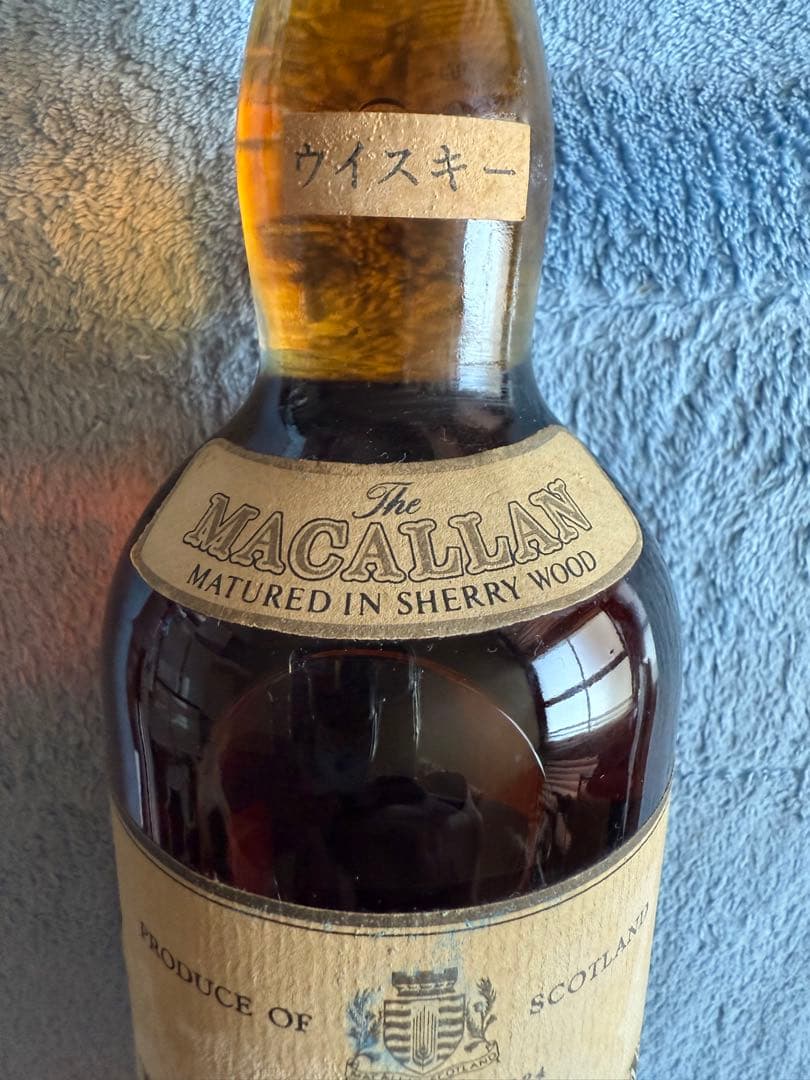 ウイスキー
The
MACALLAN
MATURED IN SHERRY WOOD
PRODUCE OF SCOTLAND